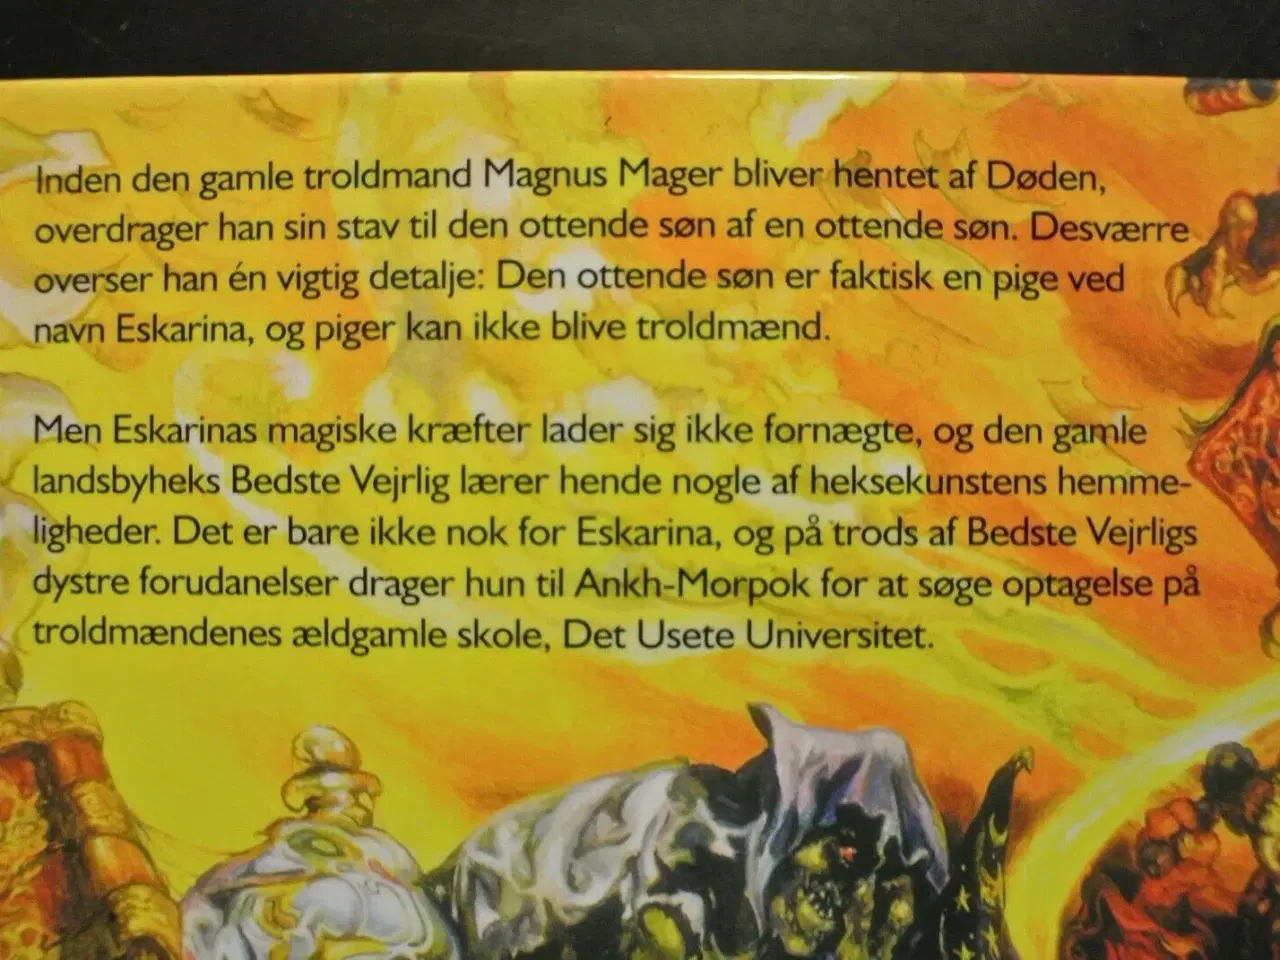 Inden den gamle troldmand Magnus Mager bliver hentet af Døden,
overdrager han sin stav til den ottende søn af en ottende søn. Desværre
overser han én vigtig detalje: Den ottende søn er faktisk en pige ved
navn Eskarina, og piger kan ikke blive troldmænd.
Men Eskarinas magiske kræfter lader sig ikke fornægte, og den gamle
landsbyheks Bedste Vejrlig lærer hende nogle af heksekunstens hemme-
ligheder. Det er bare ikke nok for Eskarina, og på trods af Bedste Vejrligs
dystre forudanelser drager hun til Ankh-Morpok for at søge optagelse på
troldmændenes ældgamle skole, Det Usete Universitet.